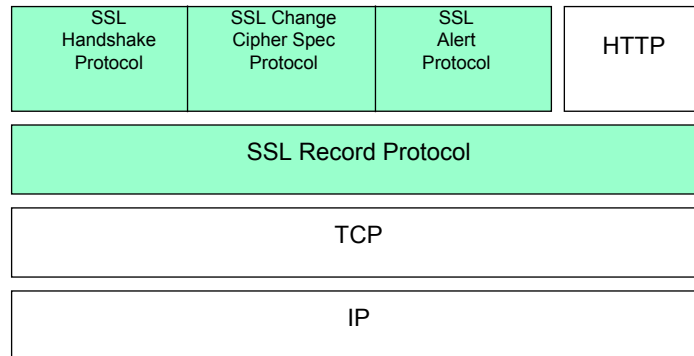 SSL
Handshake
Protocol
SSL Change
Cipher Spec
Protocol
SSL
Alert
Protocol
HTTP
SSL Record Protocol
TCP
IP